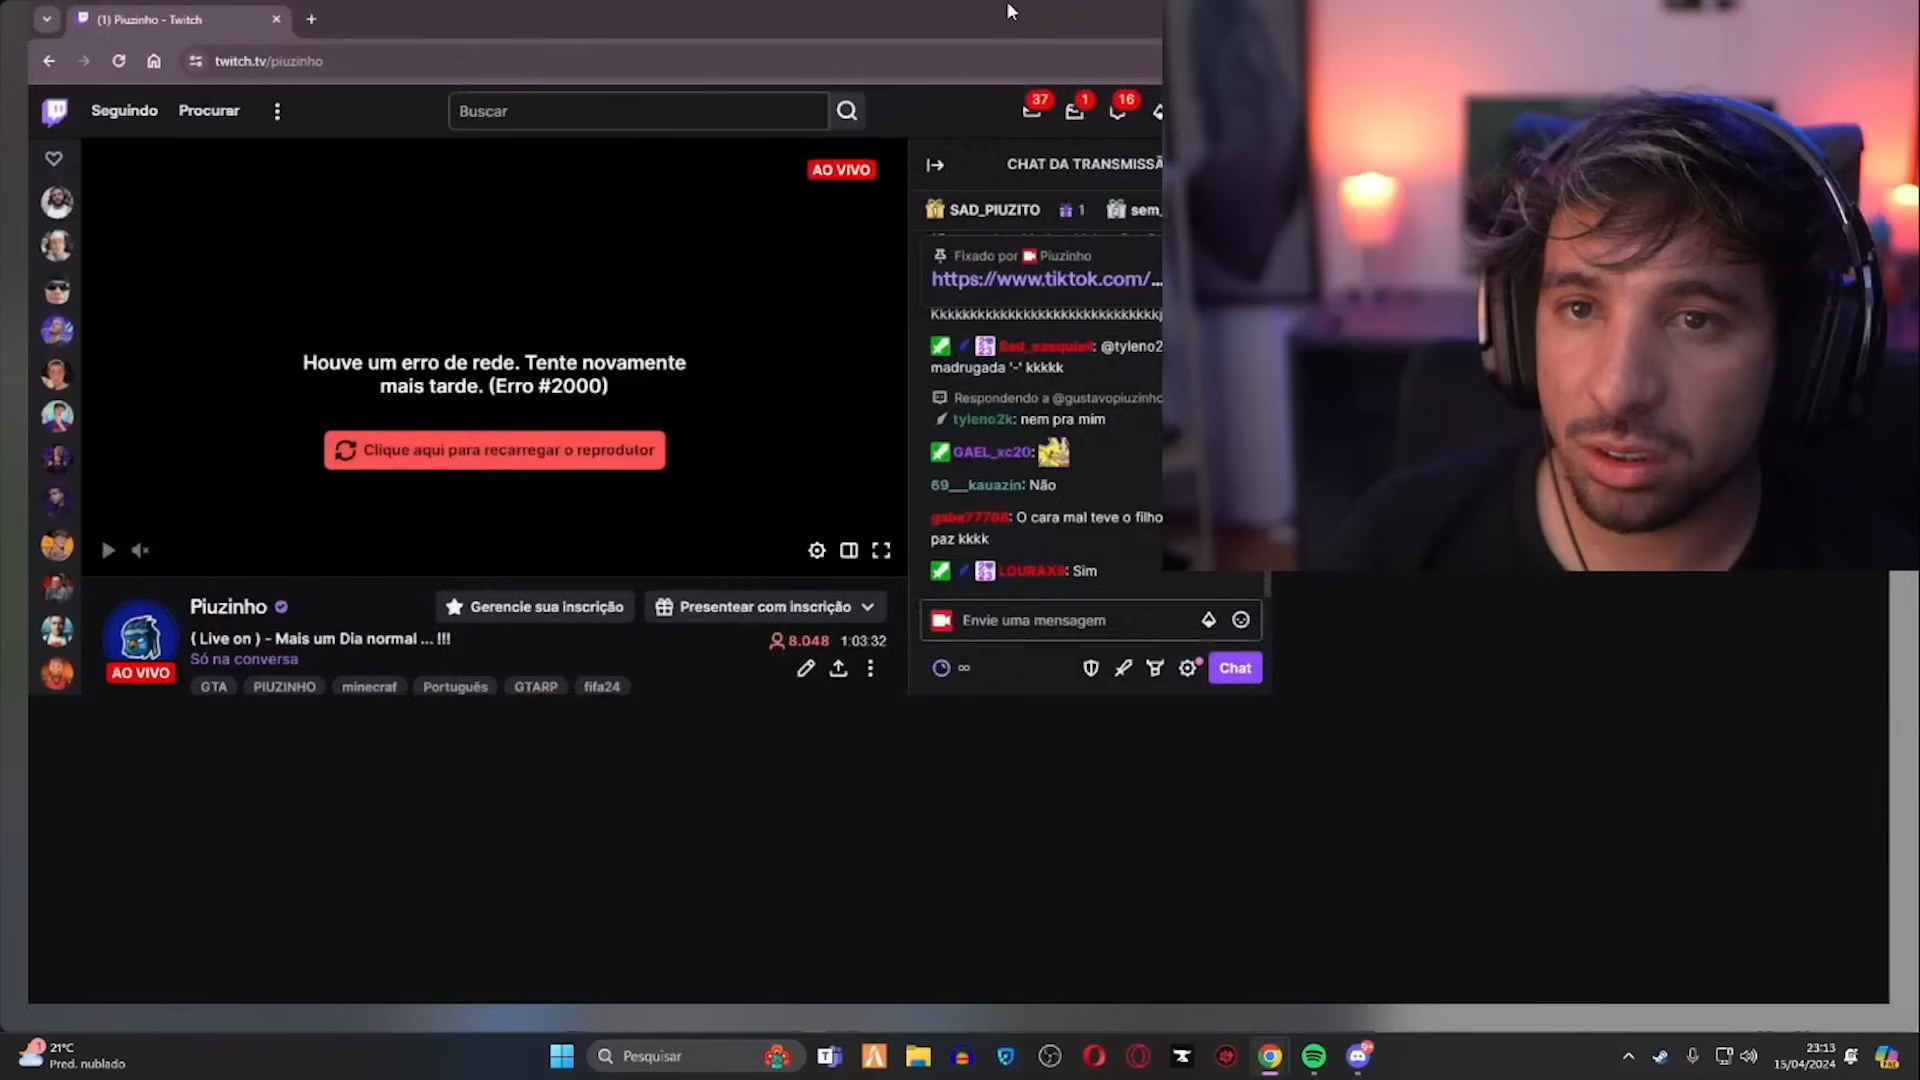 (1) Piuzinho - Twitch
twitch.tv/piuzinho
Seguindo
Procurar
Buscar
37
1
16
AO VIVO
Houve um erro de rede. Tente novamente
mais tarde. (Erro #2000)
Clique aqui para recarregar o reprodutor
CHAT DA TRANSMISSÃ
SAD_PIUZITO 1
sem_
Fixado por Piuzinho
https://www.tiktok.com/...
@tyleno2
madrugada '-' kkkkk
Respondendo a @gustavopiuzinho
tyleno2k: nem pra mim
GAEL_xc20:
69___kauazin: Não
O cara mal teve o filho
paz kkkk
Sim
Envie uma mensagem
Chat
Piuzinho
Gerencie sua inscrição
Presentear com inscrição
( Live on ) - Mais um Dia normal ... !!!
8.048
1:03:32
Só na conversa
AO VIVO
GTA
PIUZINHO
minecraf
Português
GTARP
fifa24
21°C
Pred. nublado
Pesquisar
23:13
15/04/2024